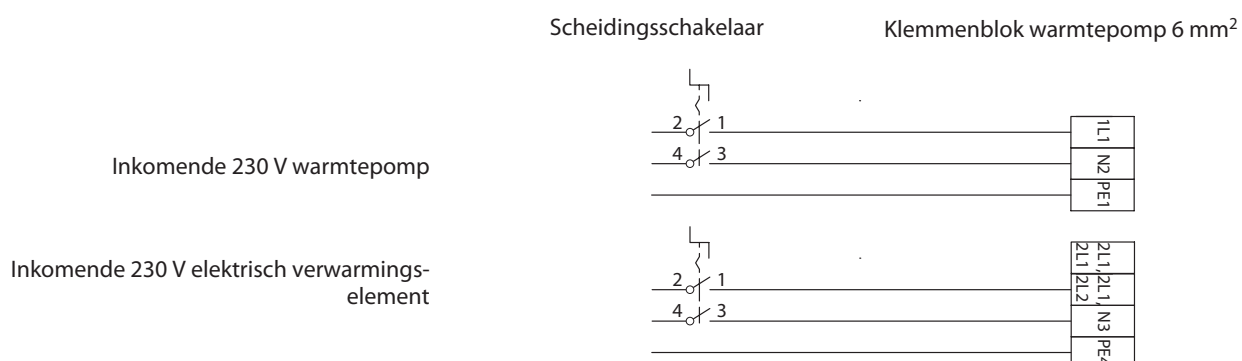 Scheidingsschakelaar
Klemmenblok warmtepomp 6 mm²
Inkomende 230 V warmtepomp
2 1
4 3
1L1
N2
PE1
Inkomende 230 V elektrisch verwarmings-
element
2 1
4 3
2L1,
2L1
2L1,
2L2
N3
PE4